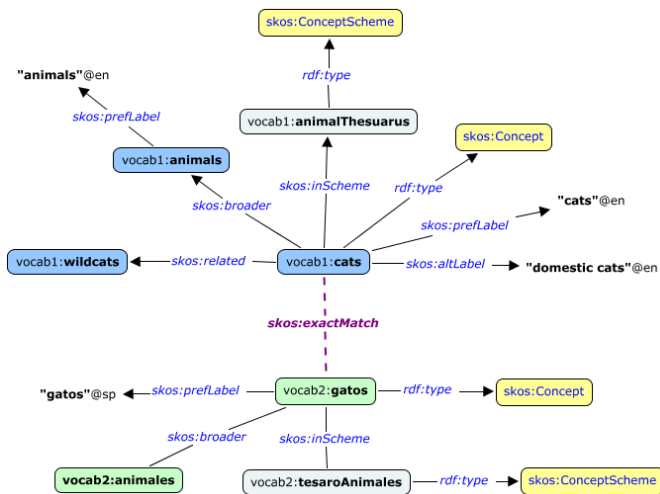 skos:ConceptScheme
rdf:type
"animals"@en
skos:prefLabel
vocab1:animalThesuarus
skos:Concept
vocab1:animals
skos:inScheme
rdf:type
skos:broader
"cats"@en
skos:prefLabel
vocab1:wildcats
skos:related
vocab1:cats
skos:altLabel
"domestic cats"@en
skos:exactMatch
"gatos"@sp
skos:prefLabel
vocab2:gatos
rdf:type
skos:Concept
skos:broader
skos:inScheme
vocab2:animales
vocab2:tesaroAnimales
rdf:type
skos:ConceptScheme